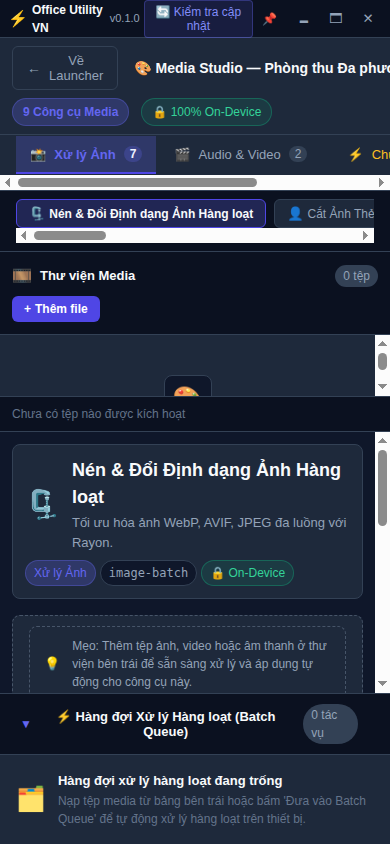 ⚡ Office Utility VN v0.1.0 🔄 Kiểm tra cập nhật 📌
← Về Launcher 🎨 Media Studio — Phòng thu Đa phươ
9 Công cụ Media 🔒 100% On-Device
📸 Xử lý Ảnh 7 🎬 Audio & Video 2 ⚡
🗜️ Nén & Đổi Định dạng Ảnh Hàng loạt 👤 Cắt Ảnh Thẻ
🎞️ Thư viện Media 0 tệp
+ Thêm file
Chưa có tệp nào được kích hoạt
Nén & Đổi Định dạng Ảnh Hàng
loạt
Tối ưu hóa ảnh WebP, AVIF, JPEG đa luồng với
Rayon.
Xử lý Ảnh image-batch 🔒 On-Device
💡 Mẹo: Thêm tệp ảnh, video hoặc âm thanh ở thư
viện bên trái để sẵn sàng xử lý và áp dụng tự
động cho công cụ này.
▼ ⚡ Hàng đợi Xử lý Hàng loạt (Batch
Queue)
0 tác
vụ
Hàng đợi xử lý hàng loạt đang trống
Nạp tệp media từ bảng bên trái hoặc bấm 'Đưa vào Batch
Queue' để tự động xử lý hàng loạt trên thiết bị.